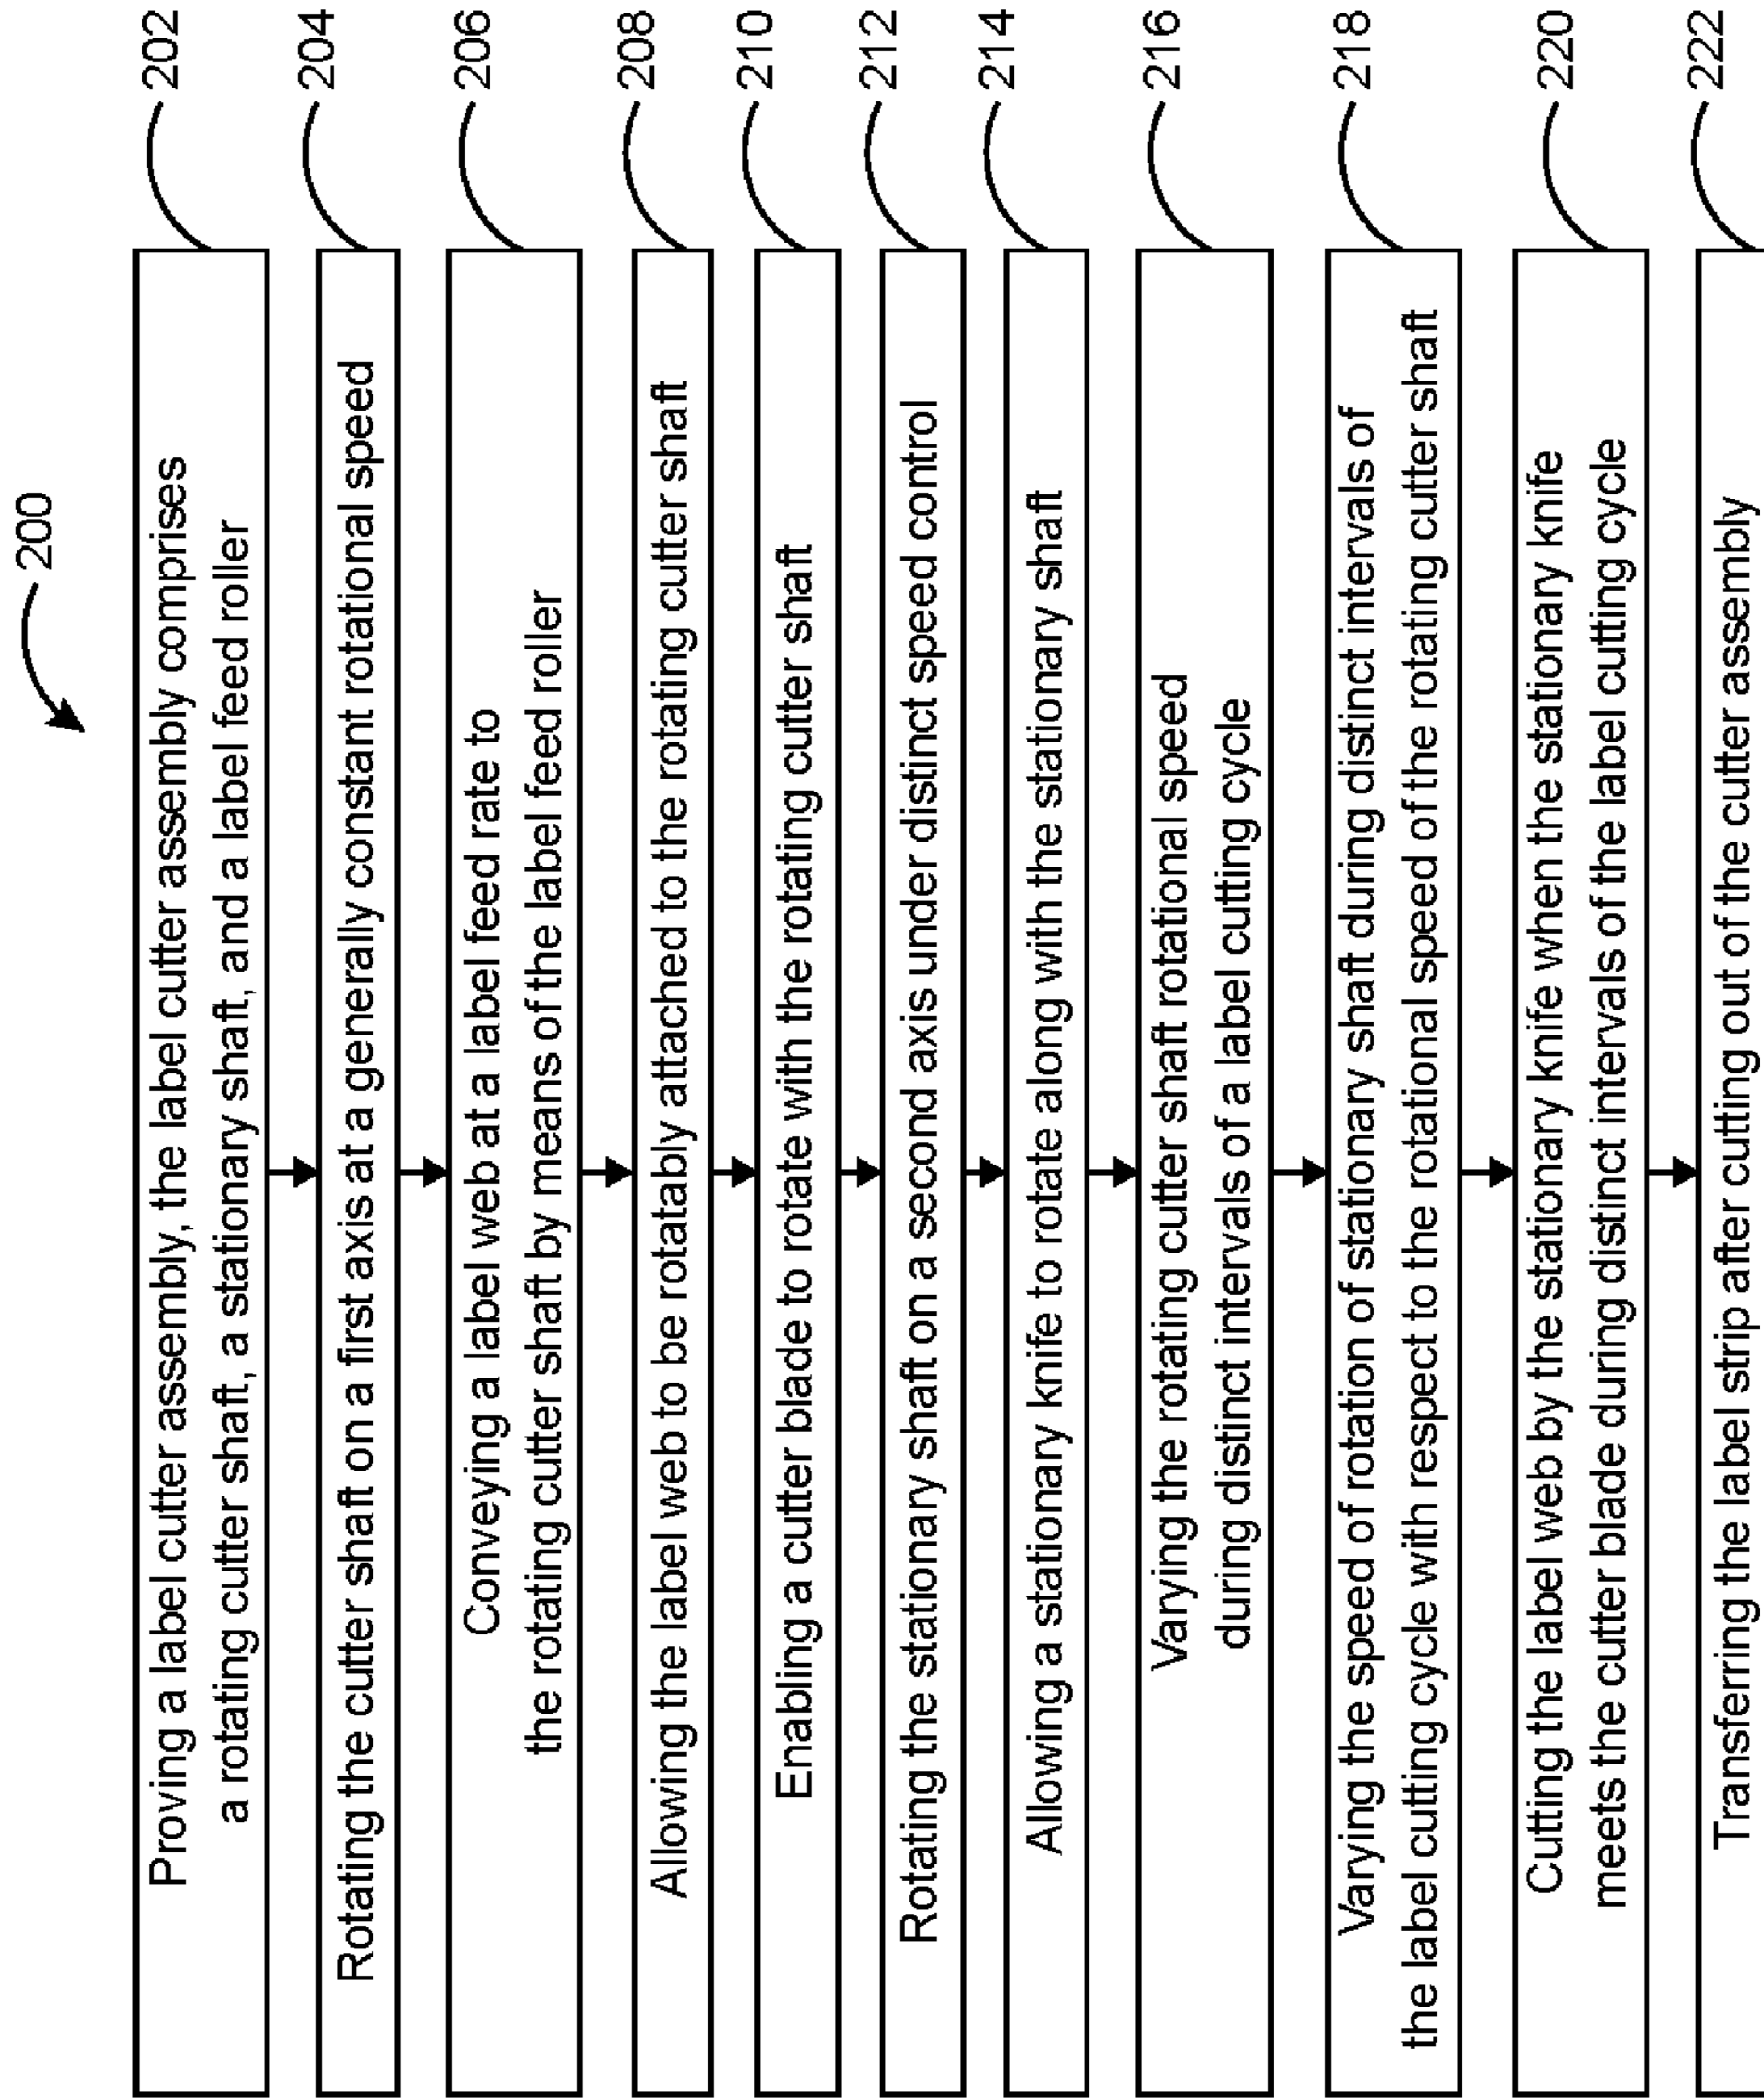 200
Proving a label cutter assembly, the label cutter assembly comprises
a rotating cutter shaft, a stationary shaft, and a label feed roller
202
Rotating the cutter shaft on a first axis at a generally constant rotational speed
204
Conveying a label web at a label feed rate to
the rotating cutter shaft by means of the label feed roller
206
Allowing the label web to be rotatably attached to the rotating cutter shaft
208
Enabling a cutter blade to rotate with the rotating cutter shaft
210
Rotating the stationary shaft on a second axis under distinct speed control
212
Allowing a stationary knife to rotate along with the stationary shaft
214
Varying the rotating cutter shaft rotational speed
during distinct intervals of a label cutting cycle
216
Varying the speed of rotation of stationary shaft during distinct intervals of
the label cutting cycle with respect to the rotational speed of the rotating cutter shaft
218
Cutting the label web by the stationary knife when the stationary knife
meets the cutter blade during distinct intervals of the label cutting cycle
220
Transferring the label strip after cutting out of the cutter assembly
222